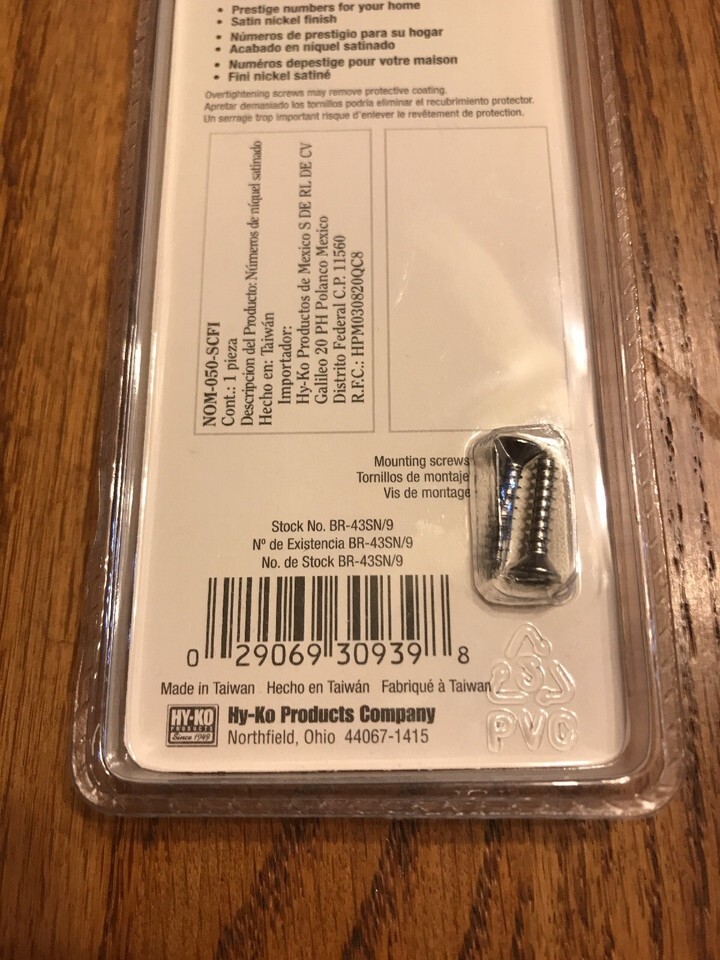 • Prestige numbers for your home
• Satin nickel finish
• Números de prestigio para su hogar
• Acabado en níquel satinado
• Numéros depestige pour votre maison
• Fini nickel satiné
Overtightening screws may remove protective coating.
Apretar demasiado los tornillos podría eliminar el recubrimiento protector.
Un serrage trop important risque d'enlever le revêtement de protection.
NOM-050-SCFI
Cont.: 1 pieza
Descripcion del Producto: Números de níquel satinado
Hecho en: Taiwán
Importador:
Hy-Ko Productos de Mexico S DE RL DE CV
Galileo 20 PH Polanco Mexico
Distrito Federal C.P. 11560
R.F.C.: HPM030820QC8
Mounting screws
Tornillos de montaje
Vis de montage
Stock No. BR-43SN/9
Nº de Existencia BR-43SN/9
No. de Stock BR-43SN/9
0 29069 30939 8
Made in Taiwan Hecho en Taiwán Fabriqué à Taiwan
HY-KO
PRODUCTS
Since 1949
Hy-Ko Products Company
Northfield, Ohio 44067-1415
PVC